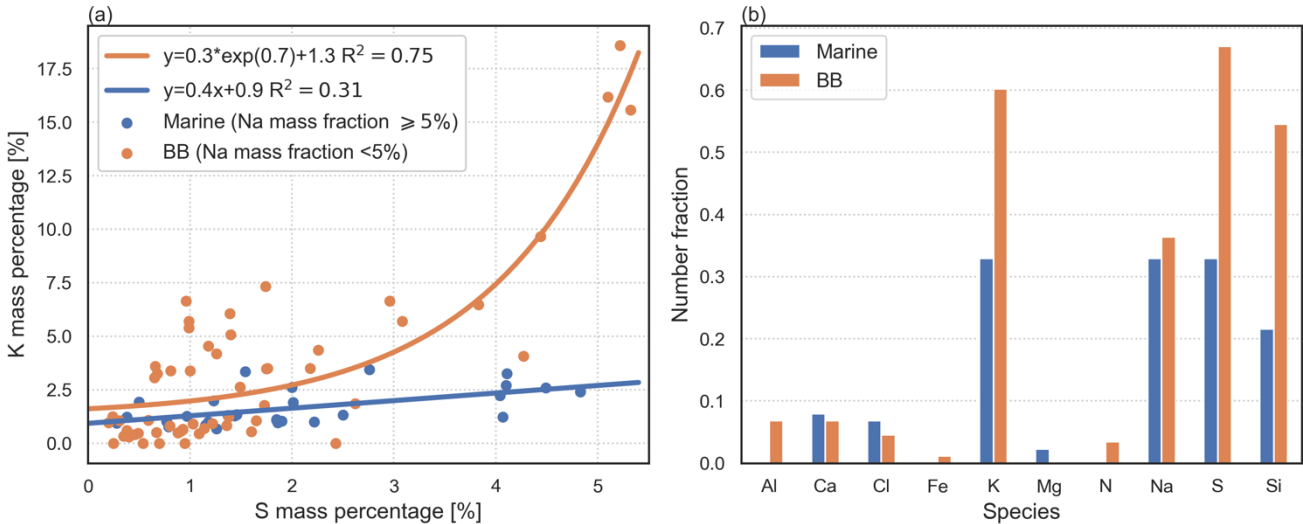 (a)
y=0.3*exp(0.7)+1.3 R² = 0.75
y=0.4x+0.9 R² = 0.31
Marine (Na mass fraction ⩾ 5%)
BB (Na mass fraction <5%)
K mass percentage [%]
17.5
15.0
12.5
10.0
7.5
5.0
2.5
0.0
0 1 2 3 4 5
S mass percentage [%]
(b)
Marine
BB
Number fraction
0.7
0.6
0.5
0.4
0.3
0.2
0.1
0.0
Al Ca Cl Fe K Mg N Na S Si
Species